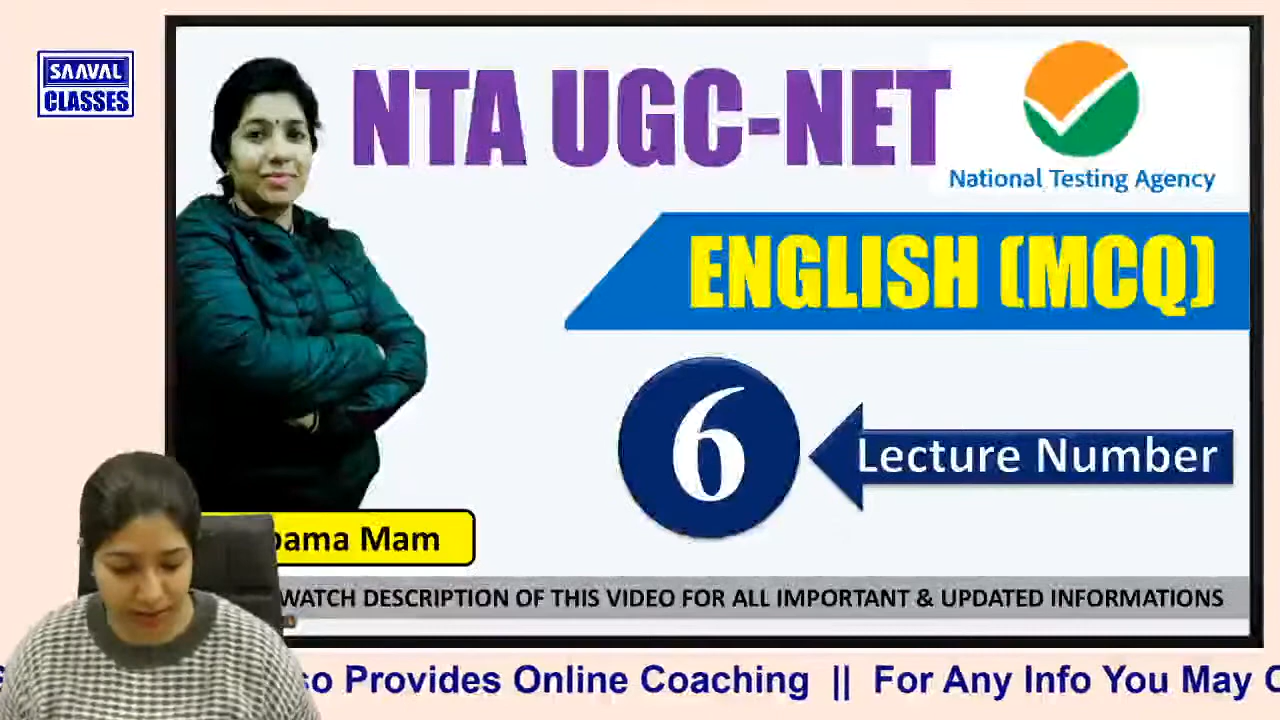 SAAVAL
CLASSES
NTA UGC-NET
National Testing Agency
ENGLISH (MCQ)
6
Lecture Number
Mam
WATCH DESCRIPTION OF THIS VIDEO FOR ALL IMPORTANT & UPDATED INFORMATIONS
Provides Online Coaching || For Any Info You May